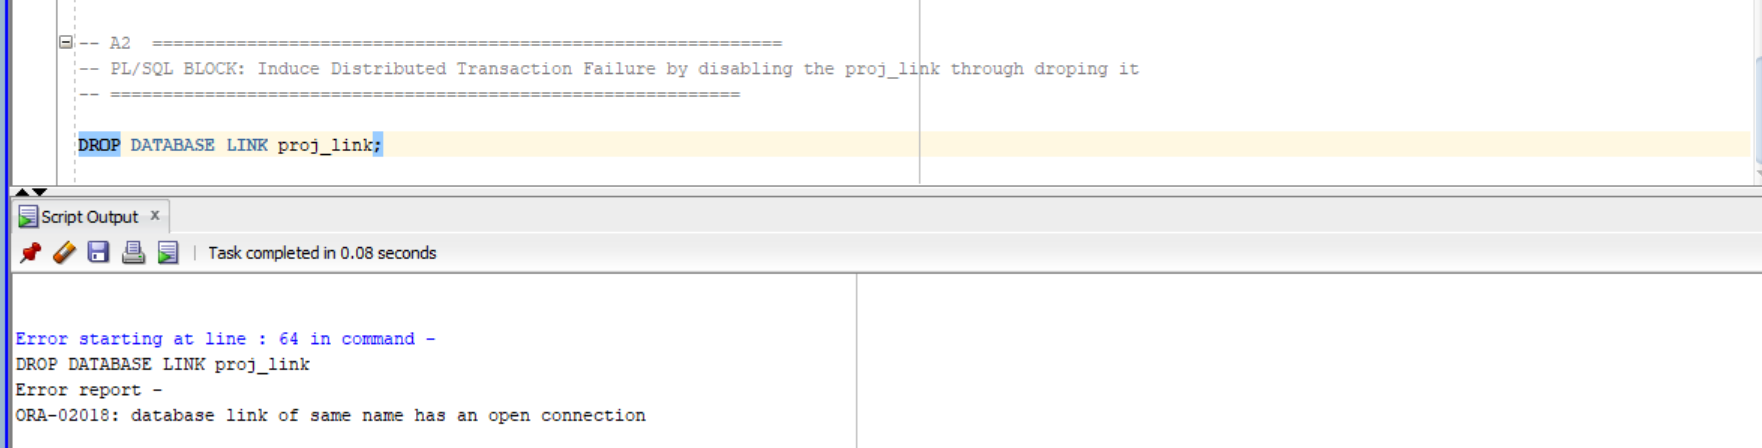 -- A2  ============================================================
-- PL/SQL BLOCK: Induce Distributed Transaction Failure by disabling the proj_link through droping it
-- ============================================================
DROP DATABASE LINK proj_link;
Script Output x
Task completed in 0.08 seconds
Error starting at line : 64 in command -
DROP DATABASE LINK proj_link
Error report -
ORA-02018: database link of same name has an open connection